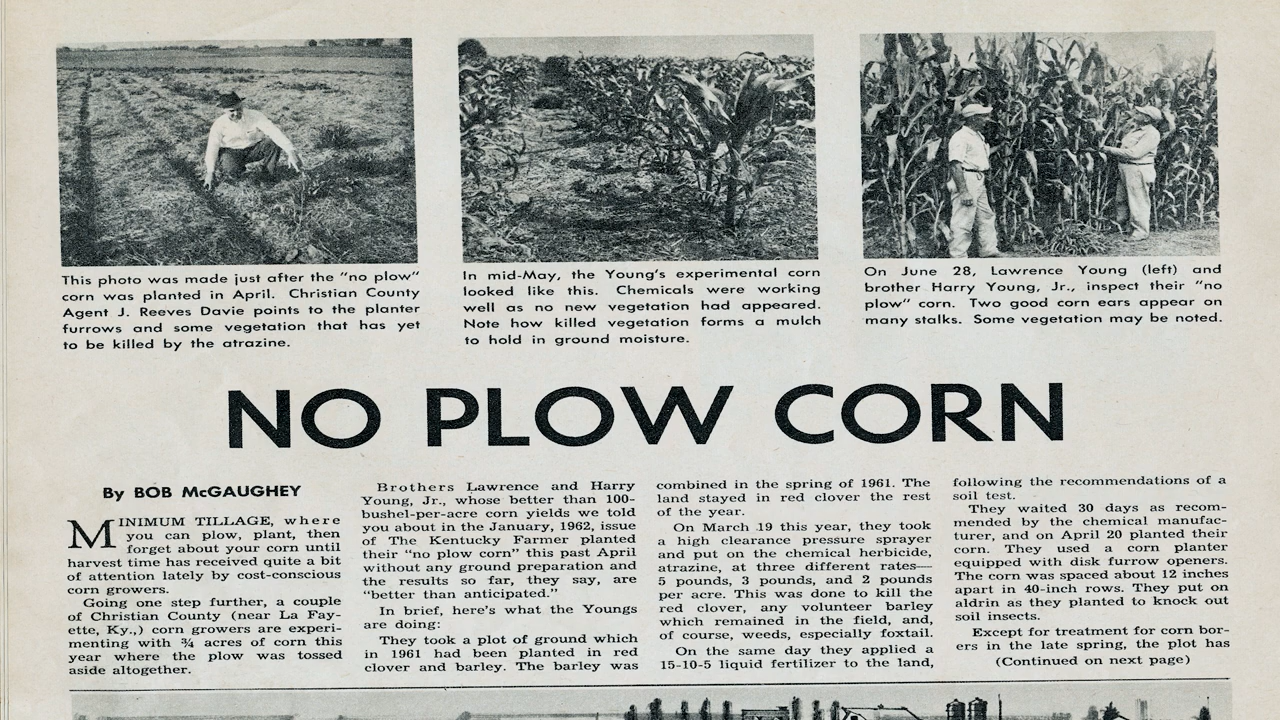 This photo was made just after the "no plow"
corn was planted in April. Christian County
Agent J. Reeves Davie points to the planter
furrows and some vegetation that has yet
to be killed by the atrazine.
In mid-May, the Young's experimental corn
looked like this. Chemicals were working
well as no new vegetation had appeared.
Note how killed vegetation forms a mulch
to hold in ground moisture.
On June 28, Lawrence Young (left) and
brother Harry Young, Jr., inspect their "no
plow" corn. Two good corn ears appear on
many stalks. Some vegetation may be noted.
NO PLOW CORN
By BOB McGAUGHEY
MINIMUM TILLAGE, where
you can plow, plant, then
forget about your corn until
harvest time has received quite a bit
of attention lately by cost-conscious
corn growers.
Going one step further, a couple
of Christian County (near La Fay-
ette, Ky.,) corn growers are experi-
menting with ¾ acres of corn this
year where the plow was tossed
aside altogether.
Brothers Lawrence and Harry
Young, Jr., whose better than 100-
bushel-per-acre corn yields we told
you about in the January, 1962, issue
of The Kentucky Farmer planted
their "no plow corn" this past April
without any ground preparation and
the results so far, they say, are
"better than anticipated."
In brief, here's what the Youngs
are doing:
They took a plot of ground which
in 1961 had been planted in red
clover and barley. The barley was
combined in the spring of 1961. The
land stayed in red clover the rest
of the year.
On March 19 this year, they took
a high clearance pressure sprayer
and put on the chemical herbicide,
atrazine, at three different rates—
5 pounds, 3 pounds, and 2 pounds
per acre. This was done to kill the
red clover, any volunteer barley
which remained in the field, and,
of course, weeds, especially foxtail.
On the same day they applied a
15-10-5 liquid fertilizer to the land,
following the recommendations of a
soil test.
They waited 30 days as recom-
mended by the chemical manufac-
turer, and on April 20 planted their
corn. They used a corn planter
equipped with disk furrow openers.
The corn was spaced about 12 inches
apart in 40-inch rows. They put on
aldrin as they planted to knock out
soil insects.
Except for treatment for corn bor-
ers in the late spring, the plot has
(Continued on next page)